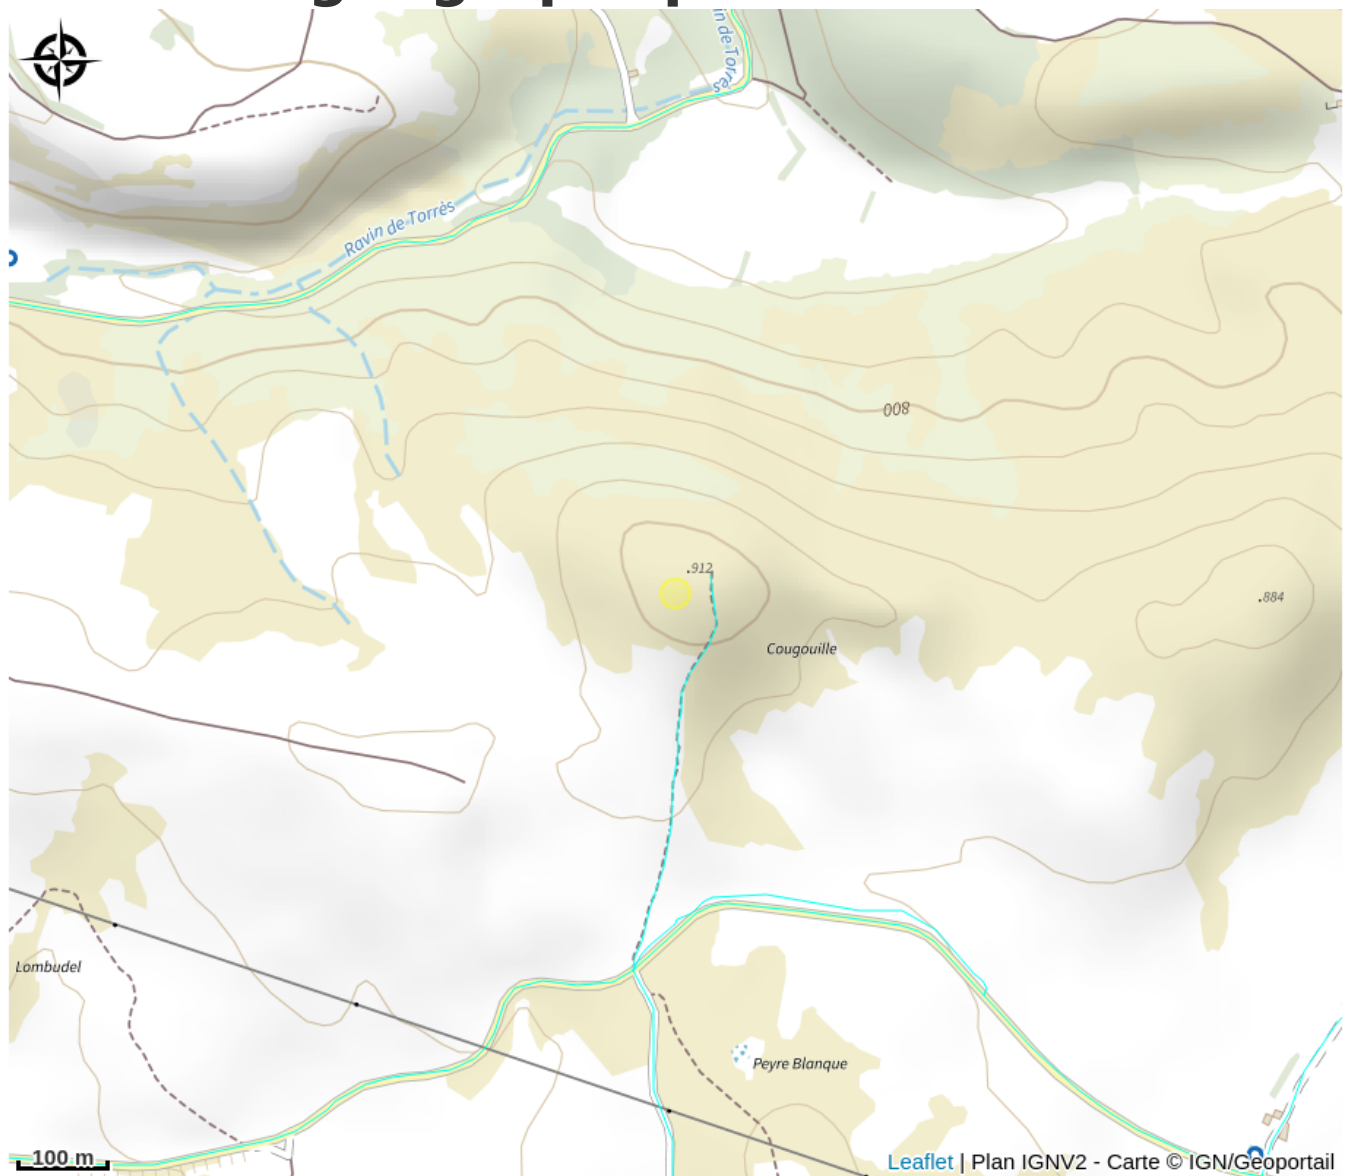 in de Torrès
Ravin de Torrès
800
.912
.884
Cougouille
Lombudel
Peyre Blanque
100 m
Leaflet | Plan IGNV2 - Carte © IGN/Geoportail